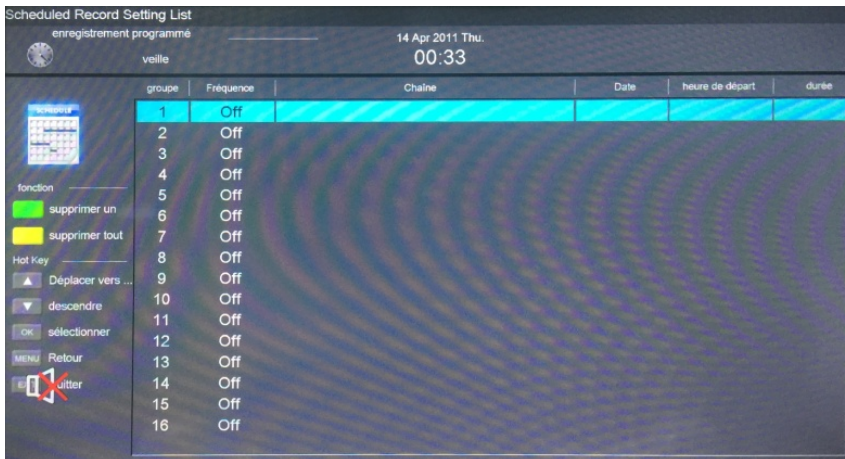 Scheduled Record Setting List
enregistrement programmé
14 Apr 2011 Thu.
veille
00:33
groupe Fréquence Chaîne Date heure de départ durée
SCHEDULE
1 Off
2 Off
3 Off
4 Off
fonction
5 Off
supprimer un
6 Off
supprimer tout
7 Off
Hot Key
8 Off
Déplacer vers ...
9 Off
descendre
10 Off
11 Off
OK sélectionner
12 Off
MENU Retour
13 Off
14 Off
15 Off
16 Off